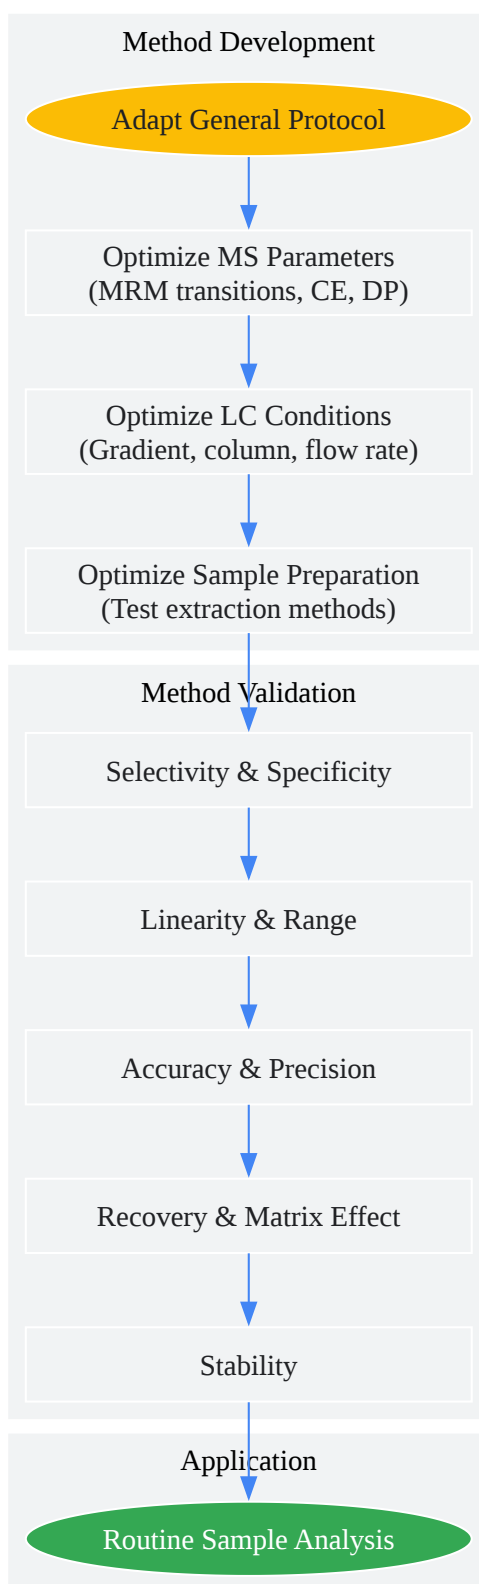 Method Development
Adapt General Protocol
Optimize MS Parameters
(MRM transitions, CE, DP)
Optimize LC Conditions
(Gradient, column, flow rate)
Optimize Sample Preparation
(Test extraction methods)
Method Validation
Selectivity & Specificity
Linearity & Range
Accuracy & Precision
Recovery & Matrix Effect
Stability
Application
Routine Sample Analysis